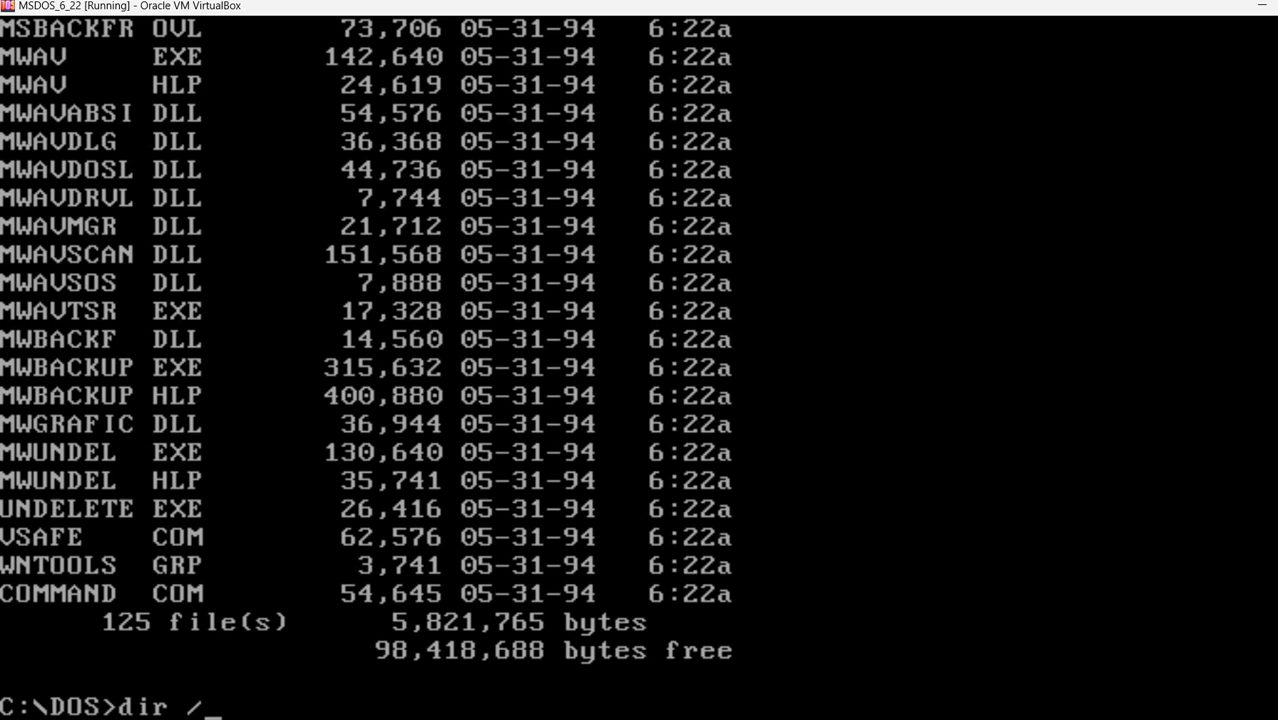 MSDOS_6_22 [Running] - Oracle VM VirtualBox
MSBACKFR OVL 73,706 05-31-94 6:22a
MWAV EXE 142,640 05-31-94 6:22a
MWAV HLP 24,619 05-31-94 6:22a
MWAVABSI DLL 54,576 05-31-94 6:22a
MWAVDLG DLL 36,368 05-31-94 6:22a
MWAVDOSL DLL 44,736 05-31-94 6:22a
MWAVDRVL DLL 7,744 05-31-94 6:22a
MWAVMGR DLL 21,712 05-31-94 6:22a
MWAVSCAN DLL 151,568 05-31-94 6:22a
MWAVSOS DLL 7,888 05-31-94 6:22a
MWAVTSR EXE 17,328 05-31-94 6:22a
MWBACKF DLL 14,560 05-31-94 6:22a
MWBACKUP EXE 315,632 05-31-94 6:22a
MWBACKUP HLP 400,880 05-31-94 6:22a
MWGRAFIC DLL 36,944 05-31-94 6:22a
MWUNDEL EXE 130,640 05-31-94 6:22a
MWUNDEL HLP 35,741 05-31-94 6:22a
UNDELETE EXE 26,416 05-31-94 6:22a
VSAFE COM 62,576 05-31-94 6:22a
WNTOOLS GRP 3,741 05-31-94 6:22a
COMMAND COM 54,645 05-31-94 6:22a
125 file(s) 5,821,765 bytes
98,418,688 bytes free
C:\DOS>dir /_